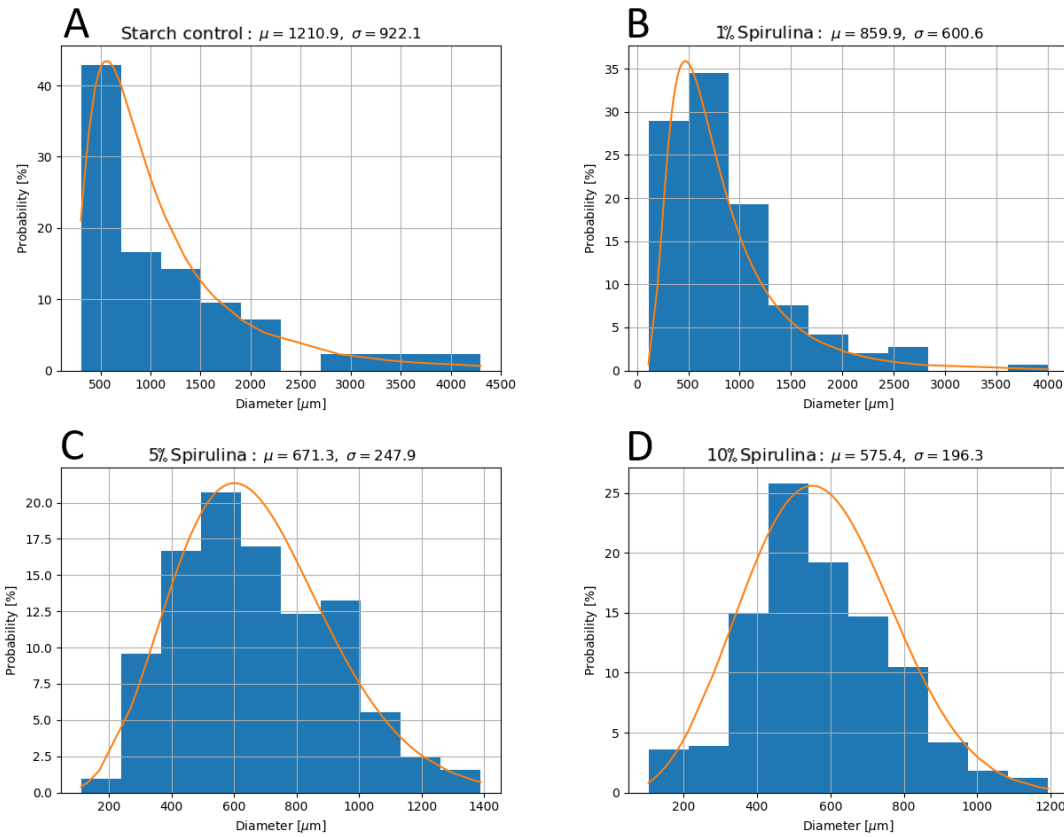 A
Starch control: μ = 1210.9, σ = 922.1
40
30
20
10
0
Probability [%]
500 1000 1500 2000 2500 3000 3500 4000 4500
Diameter [μm]
B
1% Spirulina: μ = 859.9, σ = 600.6
35
30
25
20
15
10
5
0
Probability [%]
0 500 1000 1500 2000 2500 3000 3500 4000
Diameter [μm]
C
5% Spirulina: μ = 671.3, σ = 247.9
20.0
17.5
15.0
12.5
10.0
7.5
5.0
2.5
0.0
Probability [%]
200 400 600 800 1000 1200 1400
Diameter [μm]
D
10% Spirulina: μ = 575.4, σ = 196.3
25
20
15
10
5
0
Probability [%]
200 400 600 800 1000 1200
Diameter [μm]